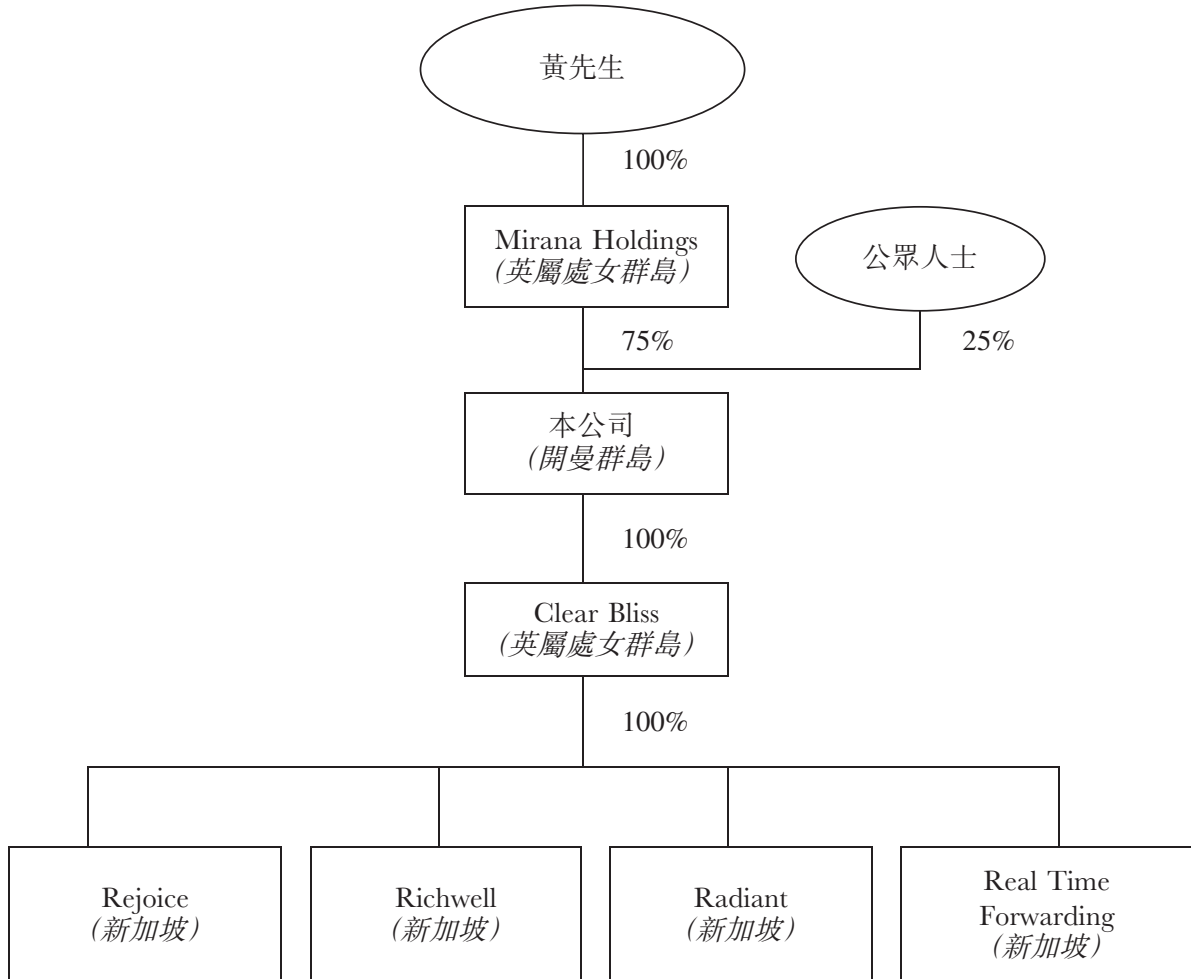 黃先生
100%
Mirana Holdings
(英屬處女群島)
公眾人士
75%
25%
本公司
(開曼群島)
100%
Clear Bliss
(英屬處女群島)
100%
Rejoice
(新加坡)
Richwell
(新加坡)
Radiant
(新加坡)
Real Time
Forwarding
(新加坡)